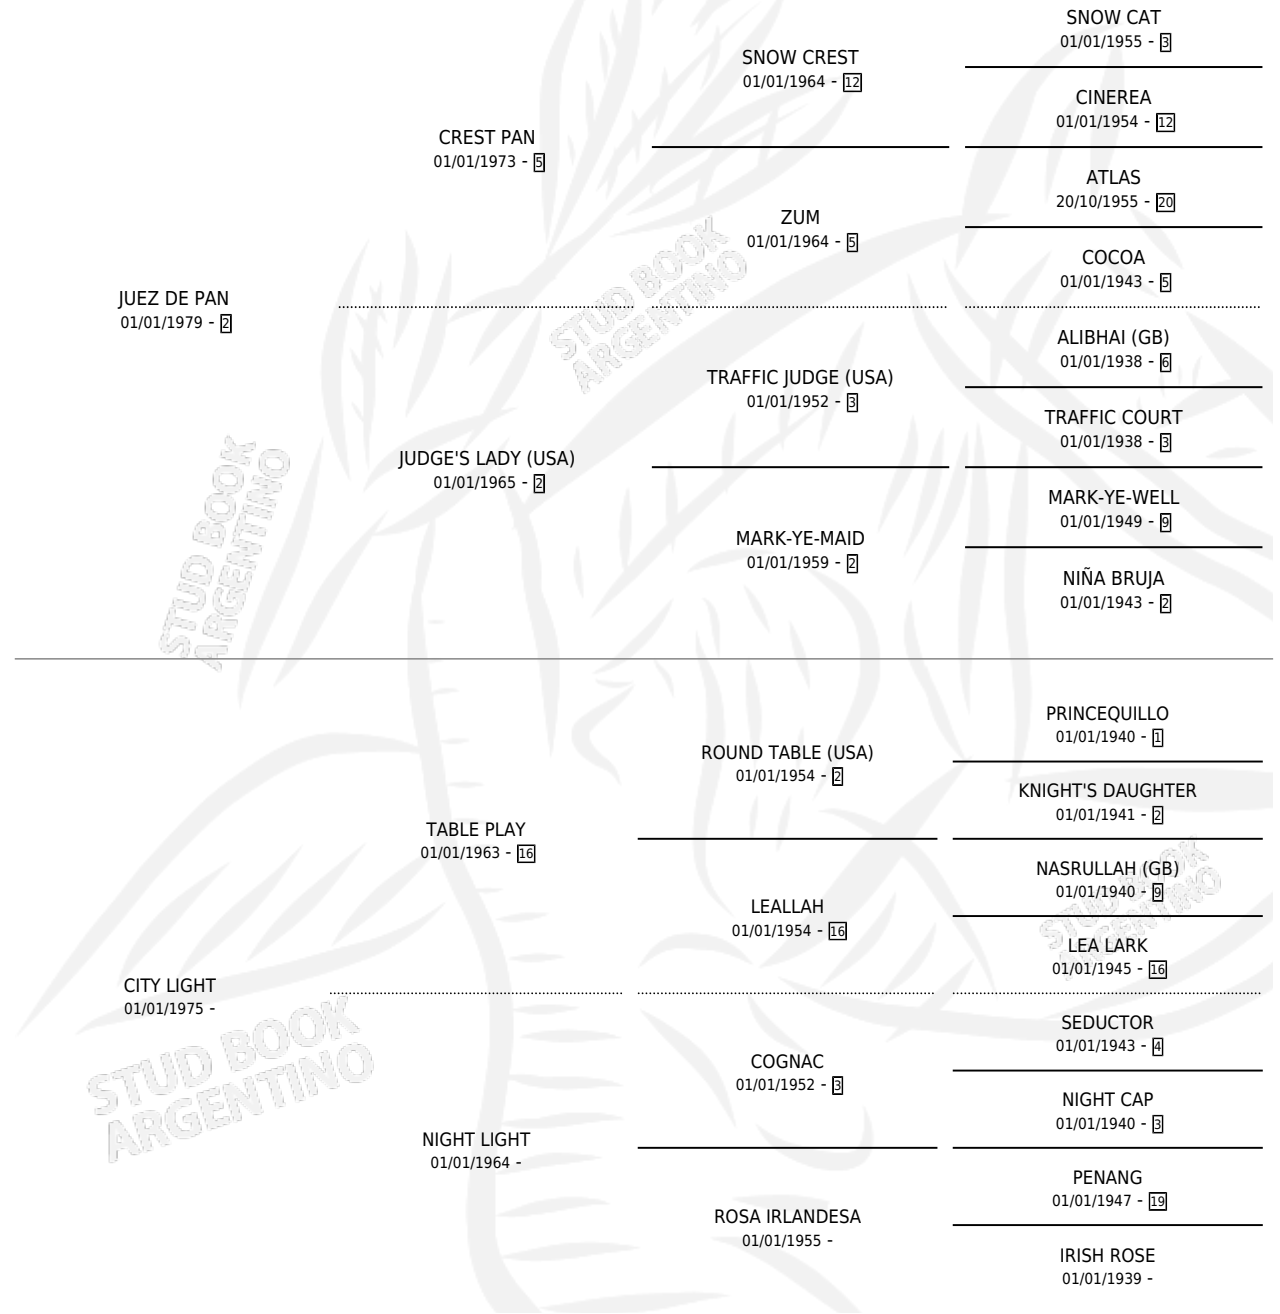 SNOW CAT
01/01/1955 - 3
SNOW CREST
01/01/1964 - 12
CINEREA
01/01/1954 - 12
CREST PAN
01/01/1973 - 5
ATLAS
20/10/1955 - 20
ZUM
01/01/1964 - 5
COCOA
01/01/1943 - 5
JUEZ DE PAN
01/01/1979 - 2
ALIBHAI (GB)
01/01/1938 - 6
TRAFFIC JUDGE (USA)
01/01/1952 - 3
TRAFFIC COURT
01/01/1938 - 3
JUDGE'S LADY (USA)
01/01/1965 - 2
MARK-YE-WELL
01/01/1949 - 9
MARK-YE-MAID
01/01/1959 - 2
NIÑA BRUJA
01/01/1943 - 2
PRINCEQUILLO
01/01/1940 - 1
ROUND TABLE (USA)
01/01/1954 - 2
KNIGHT'S DAUGHTER
01/01/1941 - 2
TABLE PLAY
01/01/1963 - 16
NASRULLAH (GB)
01/01/1940 - 9
LEALLAH
01/01/1954 - 16
LEA LARK
01/01/1945 - 16
CITY LIGHT
01/01/1975 -
SEDUCTOR
01/01/1943 - 4
COGNAC
01/01/1952 - 3
NIGHT CAP
01/01/1940 - 3
NIGHT LIGHT
01/01/1964 -
PENANG
01/01/1947 - 19
ROSA IRLANDESA
01/01/1955 -
IRISH ROSE
01/01/1939 -
STUD BOOK
ARGENTINO
STUD BOOK
ARGENTINO
STUD BOOK
ARGENTINO
STUD BOOK
ARGENTINO